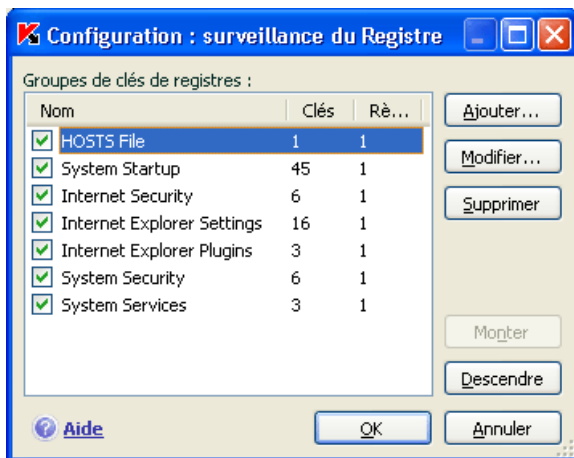 Configuration : surveillance du Registre
Groupes de clés de registres :
Nom Clés Rè...
HOSTS File 1 1
System Startup 45 1
Internet Security 6 1
Internet Explorer Settings 16 1
Internet Explorer Plugins 3 1
System Security 6 1
System Services 3 1
Ajouter...
Modifier...
Supprimer
Monter
Descendre
Aide OK Annuler